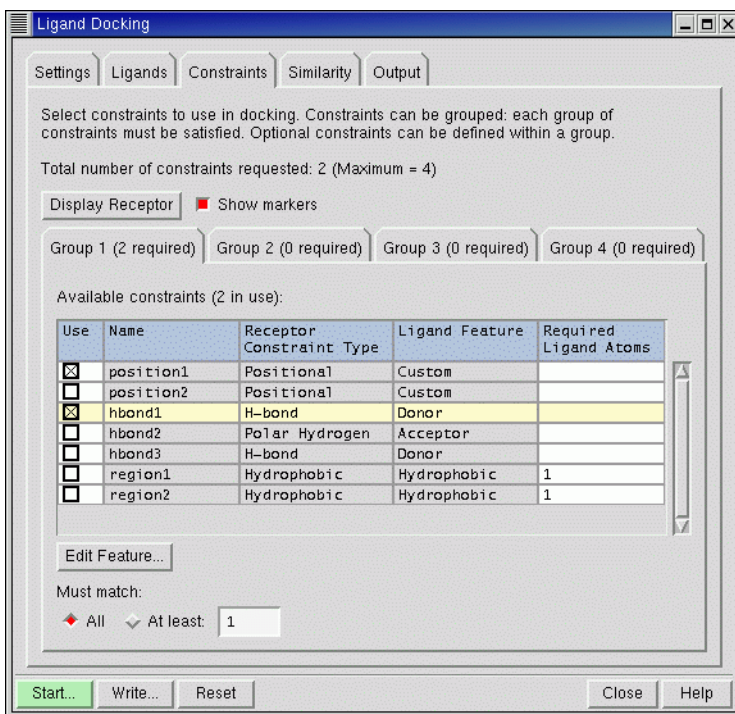 Ligand Docking
Settings Ligands Constraints Similarity Output
Select constraints to use in docking. Constraints can be grouped: each group of
constraints must be satisfied. Optional constraints can be defined within a group.
Total number of constraints requested: 2 (Maximum = 4)
Display Receptor Show markers
Group 1 (2 required) Group 2 (0 required) Group 3 (0 required) Group 4 (0 required)
Available constraints (2 in use):
Use Name Receptor Constraint Type Ligand Feature Required Ligand Atoms
position1 Positional Custom
position2 Positional Custom
hbond1 H-bond Donor
hbond2 Polar Hydrogen Acceptor
hbond3 H-bond Donor
region1 Hydrophobic Hydrophobic 1
region2 Hydrophobic Hydrophobic 1
Edit Feature...
Must match:
All At least: 1
Start... Write... Reset Close Help